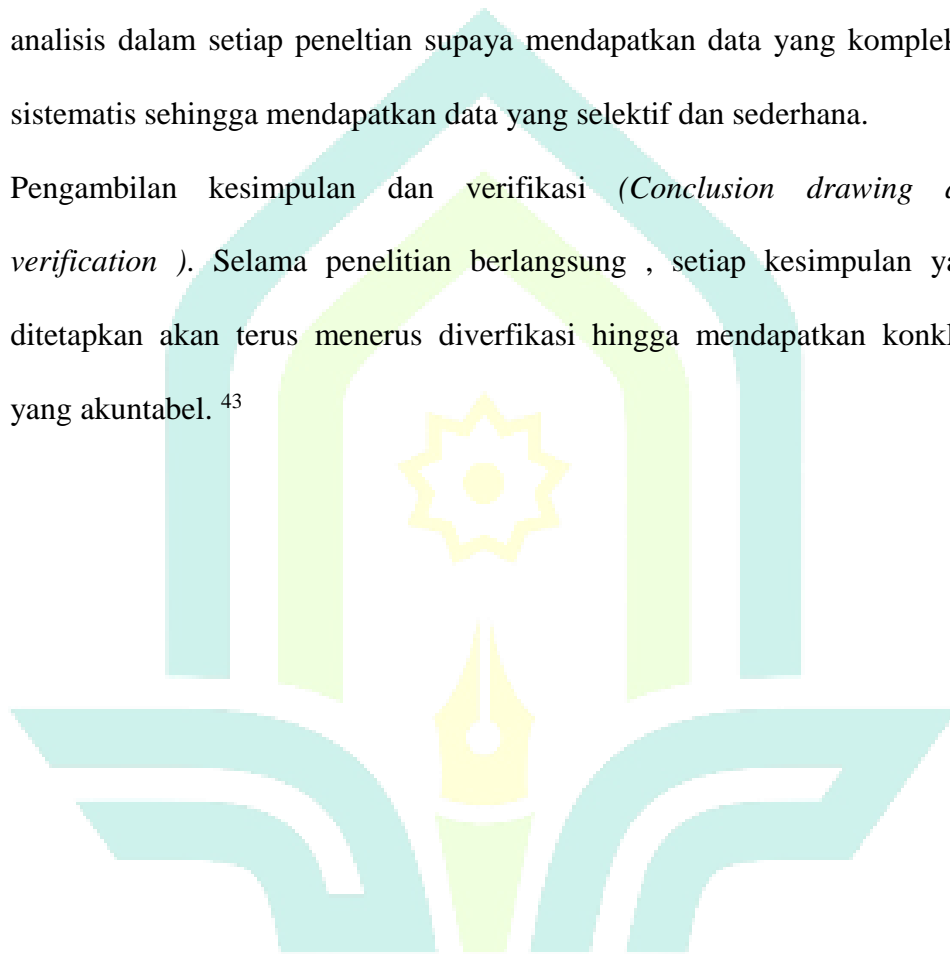 analisis dalam setiap peneltian supaya mendapatkan data yang komplek
sistematis sehingga mendapatkan data yang selektif dan sederhana.
Pengambilan kesimpulan dan verifikasi (Conclusion drawing
verification ). Selama penelitian berlangsung , setiap kesimpulan
ditetapkan akan terus menerus diverfikasi hingga mendapatkan
yang akuntabel. 43